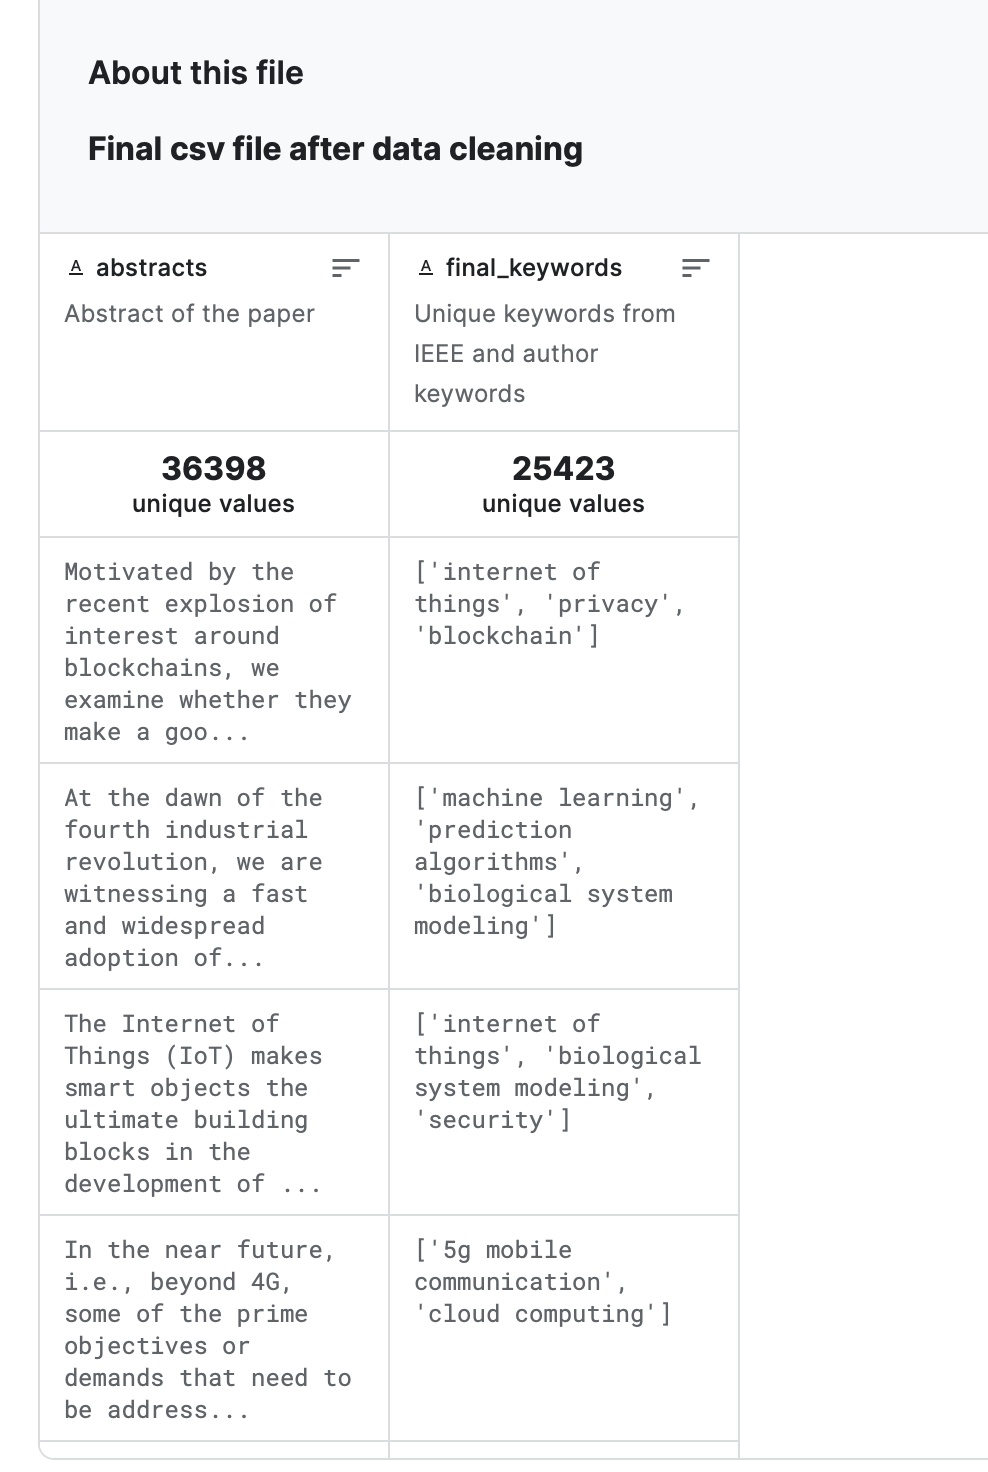 About this file
Final csv file after data cleaning
A abstracts
Abstract of the paper
A final_keywords
Unique keywords from
IEEE and author
keywords
36398
unique values
25423
unique values
Motivated by the
recent explosion of
interest around
blockchains, we
examine whether they
make a goo...
['internet of
things', 'privacy',
'blockchain']
At the dawn of the
fourth industrial
revolution, we are
witnessing a fast
and widespread
adoption of...
['machine learning',
'prediction
algorithms',
'biological system
modeling']
The Internet of
Things (IoT) makes
smart objects the
ultimate building
blocks in the
development of ...
['internet of
things', 'biological
system modeling',
'security']
In the near future,
i.e., beyond 4G,
some of the prime
objectives or
demands that need to
be address...
['5g mobile
communication',
'cloud computing']